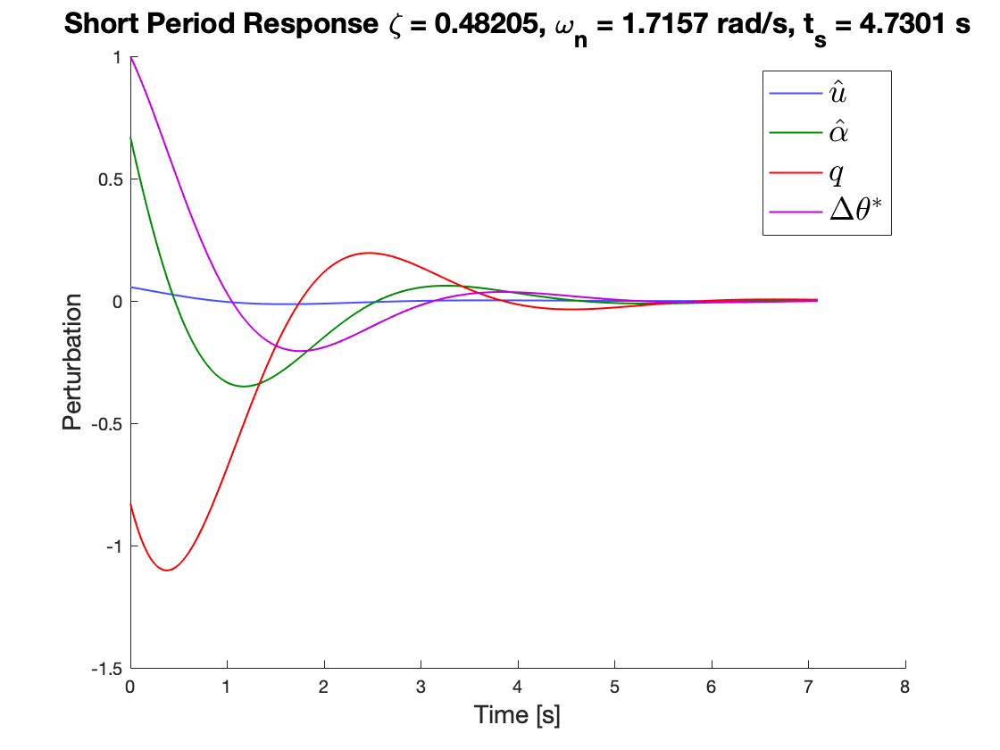 Short Period Response ζ = 0.48205, ωn = 1.7157 rad/s, ts = 4.7301 s
1
0.5
0
-0.5
-1
-1.5
Perturbation
û
α̂
q
Δθ*
0 1 2 3 4 5 6 7 8
Time [s]